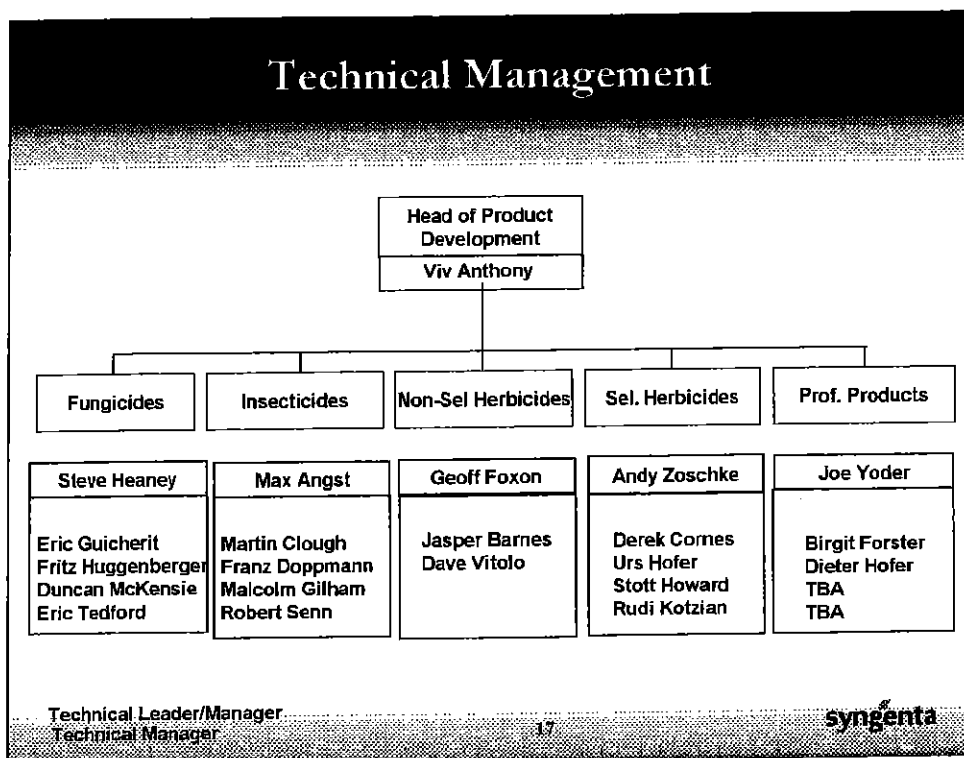 Technical Management
Head of Product
Development
Viv Anthony
Fungicides
Insecticides
Non-Sel Herbicides
Sel. Herbicides
Prof. Products
Steve Heaney
Eric Guicherit
Fritz Huggenberger
Duncan McKensie
Eric Tedford
Max Angst
Martin Clough
Franz Doppmann
Malcolm Gilham
Robert Senn
Geoff Foxon
Jasper Barnes
Dave Vitolo
Andy Zoschke
Derek Cornes
Urs Hofer
Stott Howard
Rudi Kotzian
Joe Yoder
Birgit Forster
Dieter Hofer
TBA
TBA
Technical Leader/Manager
Technical Manager
17
syngenta